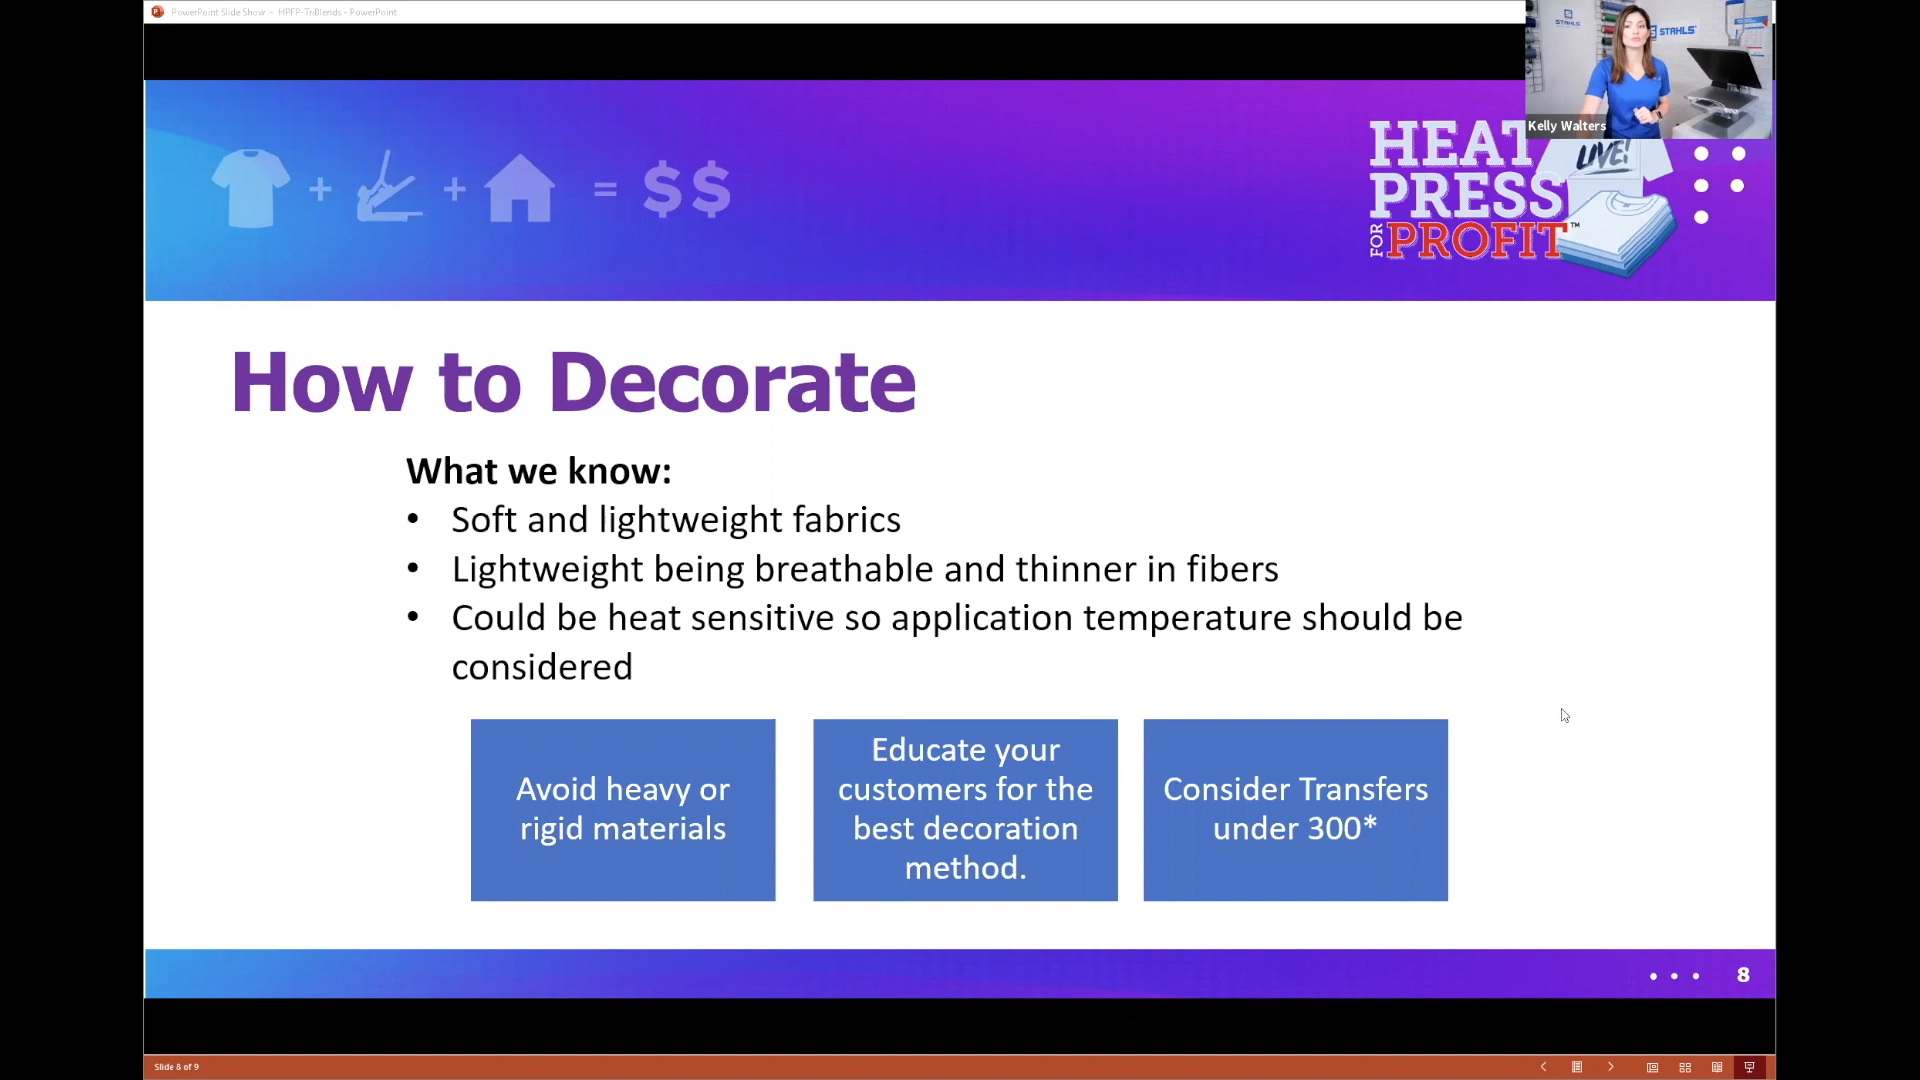 PowerPoint Slide Show - HPFP-TriBlends - PowerPoint
STAHLS'
STAHLS'
Kelly Walters
HEAT
LIVE!
PRESS
FOR PROFIT™
+ + = $$
How to Decorate
What we know:
• Soft and lightweight fabrics
• Lightweight being breathable and thinner in fibers
• Could be heat sensitive so application temperature should be
considered
Avoid heavy or
rigid materials
Educate your
customers for the
best decoration
method.
Consider Transfers
under 300*
8
Slide 8 of 9